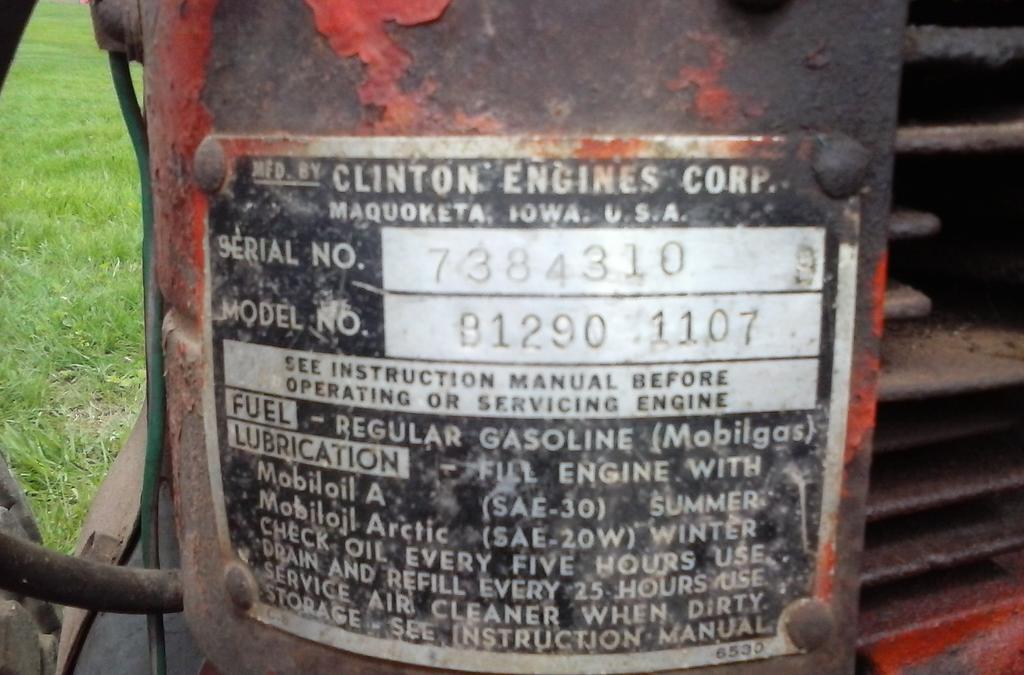 MFD. BY CLINTON ENGINES CORP.
MAQUOKETA, IOWA, U.S.A.
SERIAL NO. 7384310 B
MODEL NO. B1290 1107
SEE INSTRUCTION MANUAL BEFORE
OPERATING OR SERVICING ENGINE
FUEL - REGULAR GASOLINE (Mobilgas)
LUBRICATION - FILL ENGINE WITH
Mobiloil A (SAE-30) SUMMER
Mobiloil Arctic (SAE-20W) WINTER
CHECK OIL EVERY FIVE HOURS USE
DRAIN AND REFILL EVERY 25 HOURS USE
SERVICE AIR CLEANER WHEN DIRTY
STORAGE - SEE INSTRUCTION MANUAL
6530